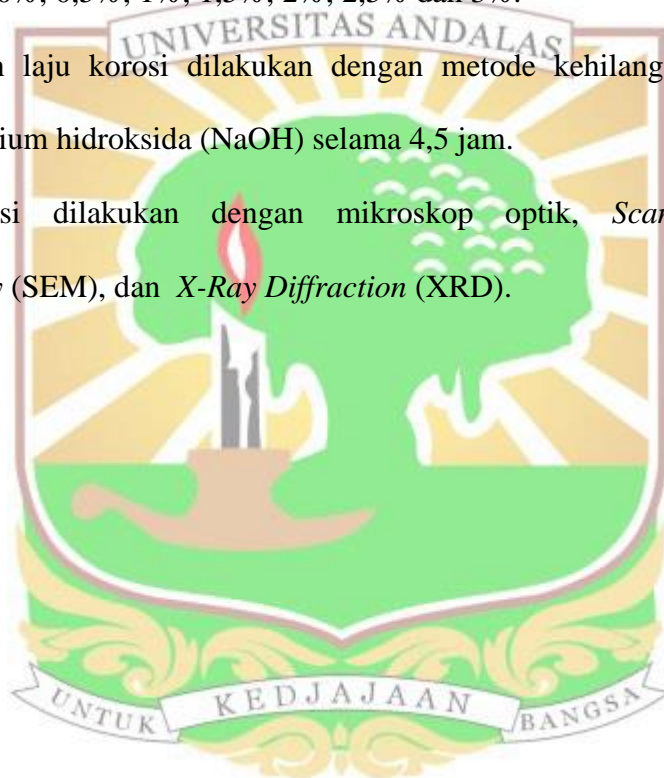 0%, 0,5%, 1%, 1,5%, 2%, 2,5% dan 3%.
UNIVERSITAS ANDALAS
n laju korosi dilakukan dengan metode kehilang
ium hidroksida (NaOH) selama 4,5 jam.
si dilakukan dengan mikroskop optik, Scar
(SEM), dan X-Ray Diffraction (XRD).
UNTUK KEDJAJAAN BANGSA